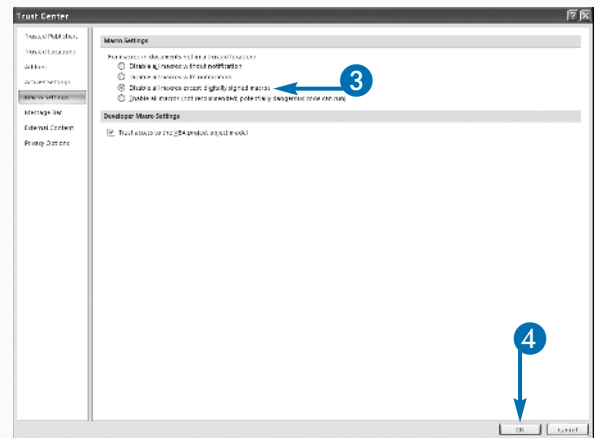 Trust Center
Trusted Publishers
Trusted Locations
Add-ins
ActiveX Settings
Macro Settings
Message Bar
External Content
Privacy Options
Macro Settings
For macros in documents not in a trusted location:
Disable all macros without notification
Disable all macros with notification
Disable all macros except digitally signed macros
3
Enable all macros (not recommended; potentially dangerous code can run)
Developer Macro Settings
Trust access to the VBA project object model
4
OK
Cancel